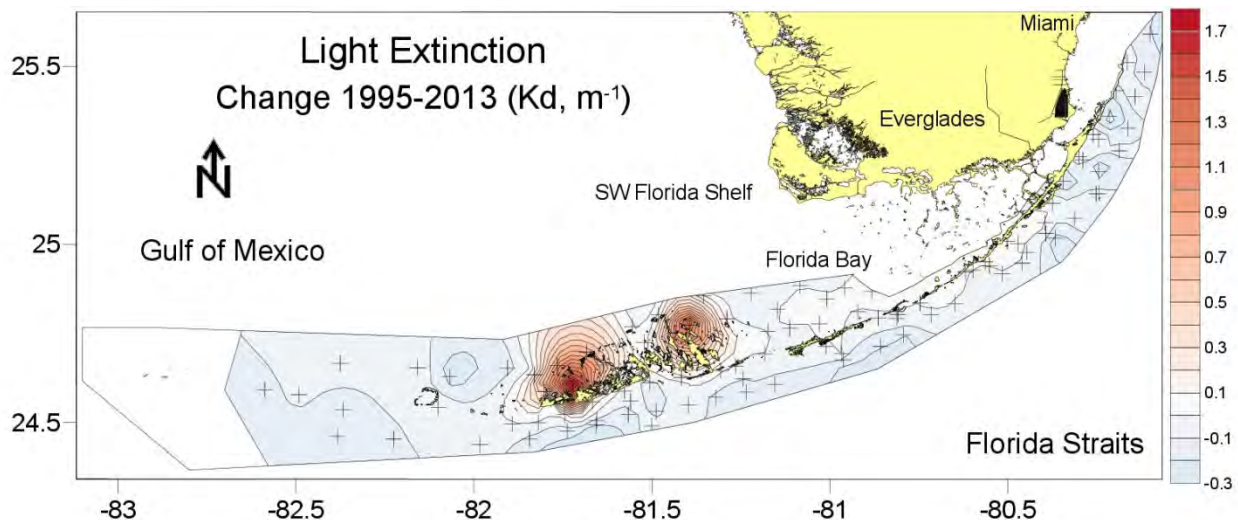 Light Extinction
Change 1995-2013 (Kd, m⁻¹)
N
Gulf of Mexico
Miami
Everglades
SW Florida Shelf
Florida Bay
Florida Straits
25.5
25
24.5
-83
-82.5
-82
-81.5
-81
-80.5
1.7
1.5
1.3
1.1
0.9
0.7
0.5
0.3
0.1
-0.1
-0.3